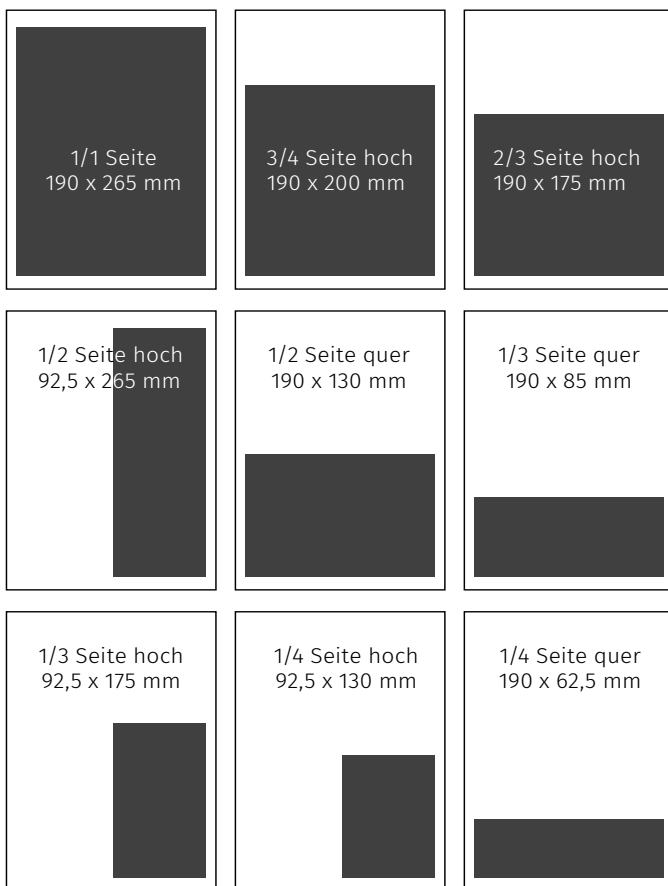 1/1 Seite
190 x 265 mm
3/4 Seite hoch
190 x 200 mm
2/3 Seite hoch
190 x 175 mm
1/2 Seite hoch
92,5 x 265 mm
1/2 Seite quer
190 x 130 mm
1/3 Seite quer
190 x 85 mm
1/3 Seite hoch
92,5 x 175 mm
1/4 Seite hoch
92,5 x 130 mm
1/4 Seite quer
190 x 62,5 mm